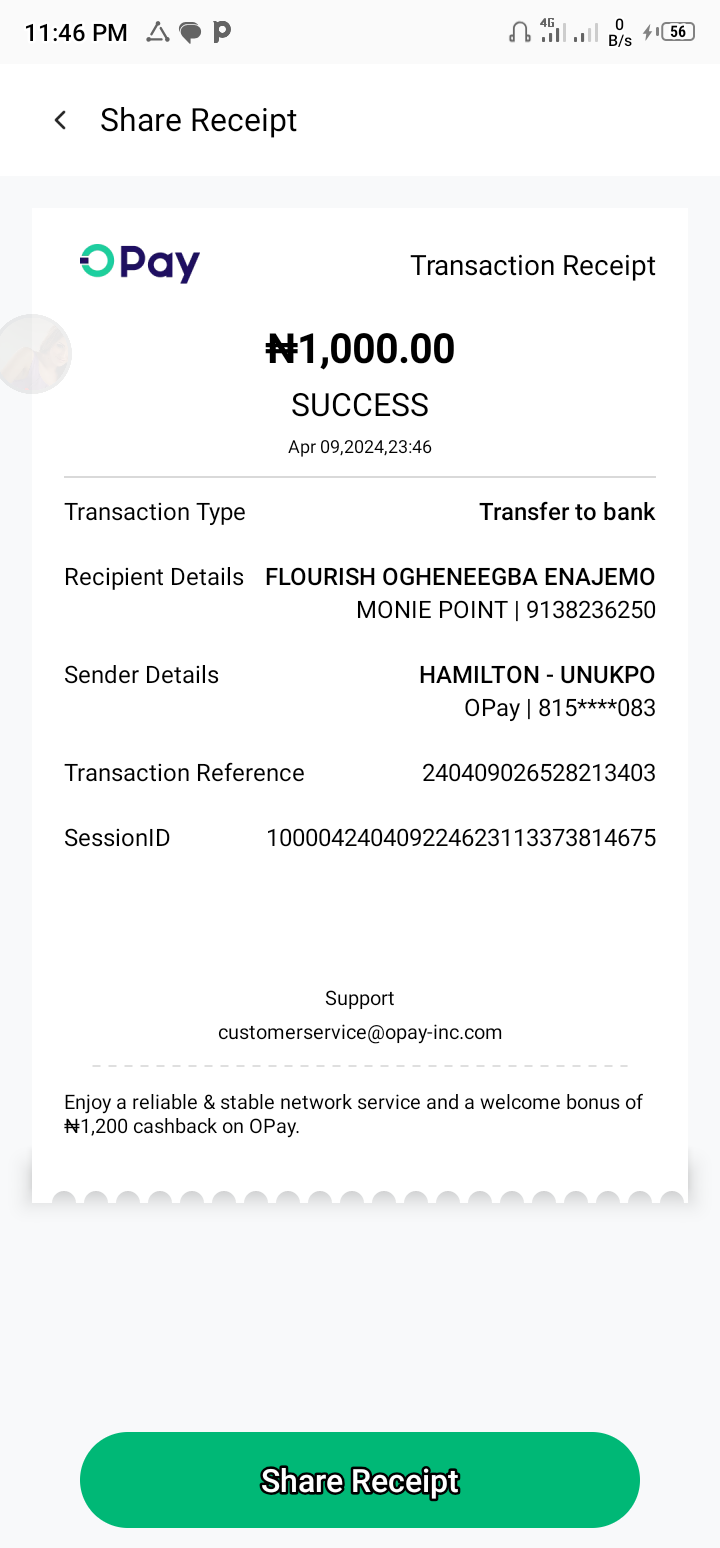 11:46 PM
4G
0
B/s
56
Share Receipt
OPay
Transaction Receipt
₦1,000.00
SUCCESS
Apr 09,2024,23:46
Transaction Type Transfer to bank
Recipient Details FLOURISH OGHENEEGBA ENAJEMO
MONIE POINT | 9138236250
Sender Details HAMILTON - UNUKPO
OPay | 815****083
Transaction Reference 240409026528213403
SessionID 100004240409224623113373814675
Support
customerservice@opay-inc.com
Enjoy a reliable & stable network service and a welcome bonus of
₦1,200 cashback on OPay.
Share Receipt